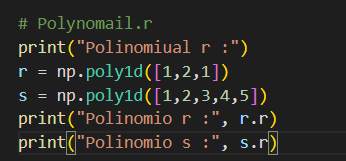 # Polynomail.r
print("Polinomiual r :")
r = np.poly1d([1,2,1])
s = np.poly1d([1,2,3,4,5])
print("Polinomio r :", r.r)
print("Polinomio s :", s.r)